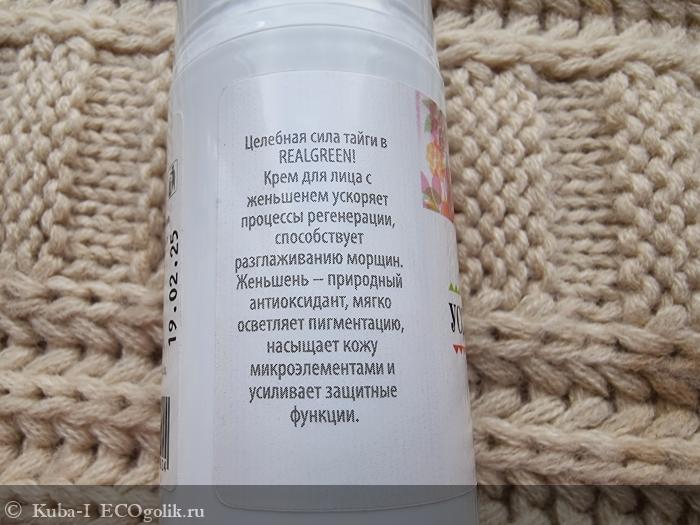 Целебная сила тайги в
REALGREEN!
Крем для лица с
женьшенем ускоряет
процессы регенерации,
способствует
разглаживанию морщин.
Женьшень – природный
антиоксидант, мягко
осветляет пигментацию,
насыщает кожу
микроэлементами и
усиливает защитные
функции.
19.02.25
© Kuba-I ECOgolik.ru